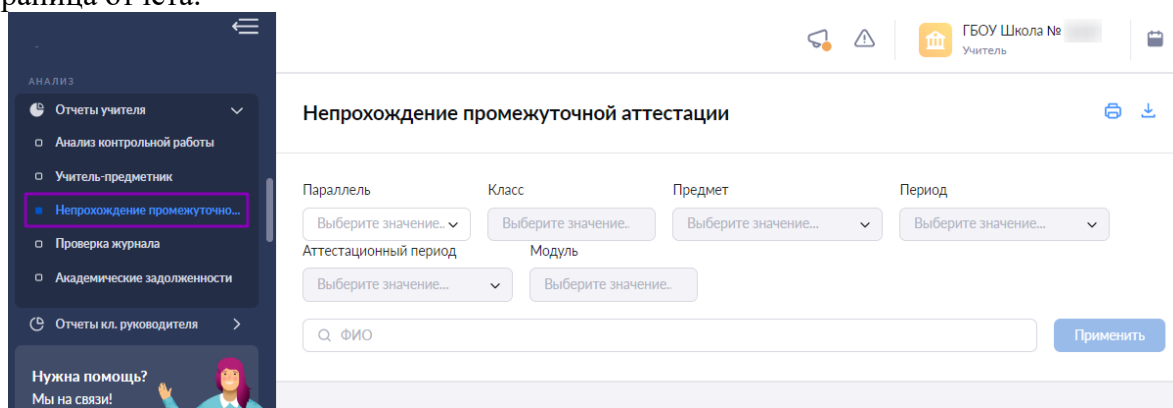 отчета.
ГБОУ Школа №
Учитель
АНАЛИЗ
Отчеты учителя
Анализ контрольной работы
Учитель-предметник
Непрохождение промежуточно...
Проверка журнала
Академические задолженности
Отчеты кл. руководителя
Нужна помощь?
Мы на связи!
Непрохождение промежуточной аттестации
Параллель Класс Предмет Период
Выберите значение.. Выберите значение.. Выберите значение... Выберите значение...
Аттестационный период Модуль
Выберите значение... Выберите значение..
ФИО Применить